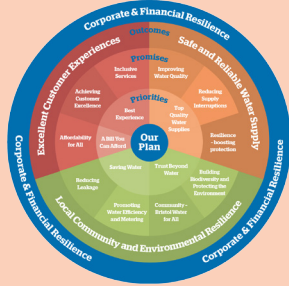 Corporate & Financial Resilience
Outcomes
Excellent Customer Experiences
Safe and Reliable Water Supply
Promises
Inclusive
Services
Improving
Water Quality
Achieving
Customer
Excellence
Reducing
Supply
Interruptions
Priorities
Best
Experience
Top
Quality
Water
Supplies
Affordability
for All
A Bill You
Can Afford
Our
Plan
Resilience
- boosting
protection
Saving Water
Trust Beyond
Water
Reducing
Leakage
Building
Biodiversity and
Protecting the
Environment
Promoting
Water Efficiency
and Metering
Community -
Bristol Water
for All
Local Community and Environmental Resilience
Corporate & Financial Resilience
Corporate & Financial Resilience